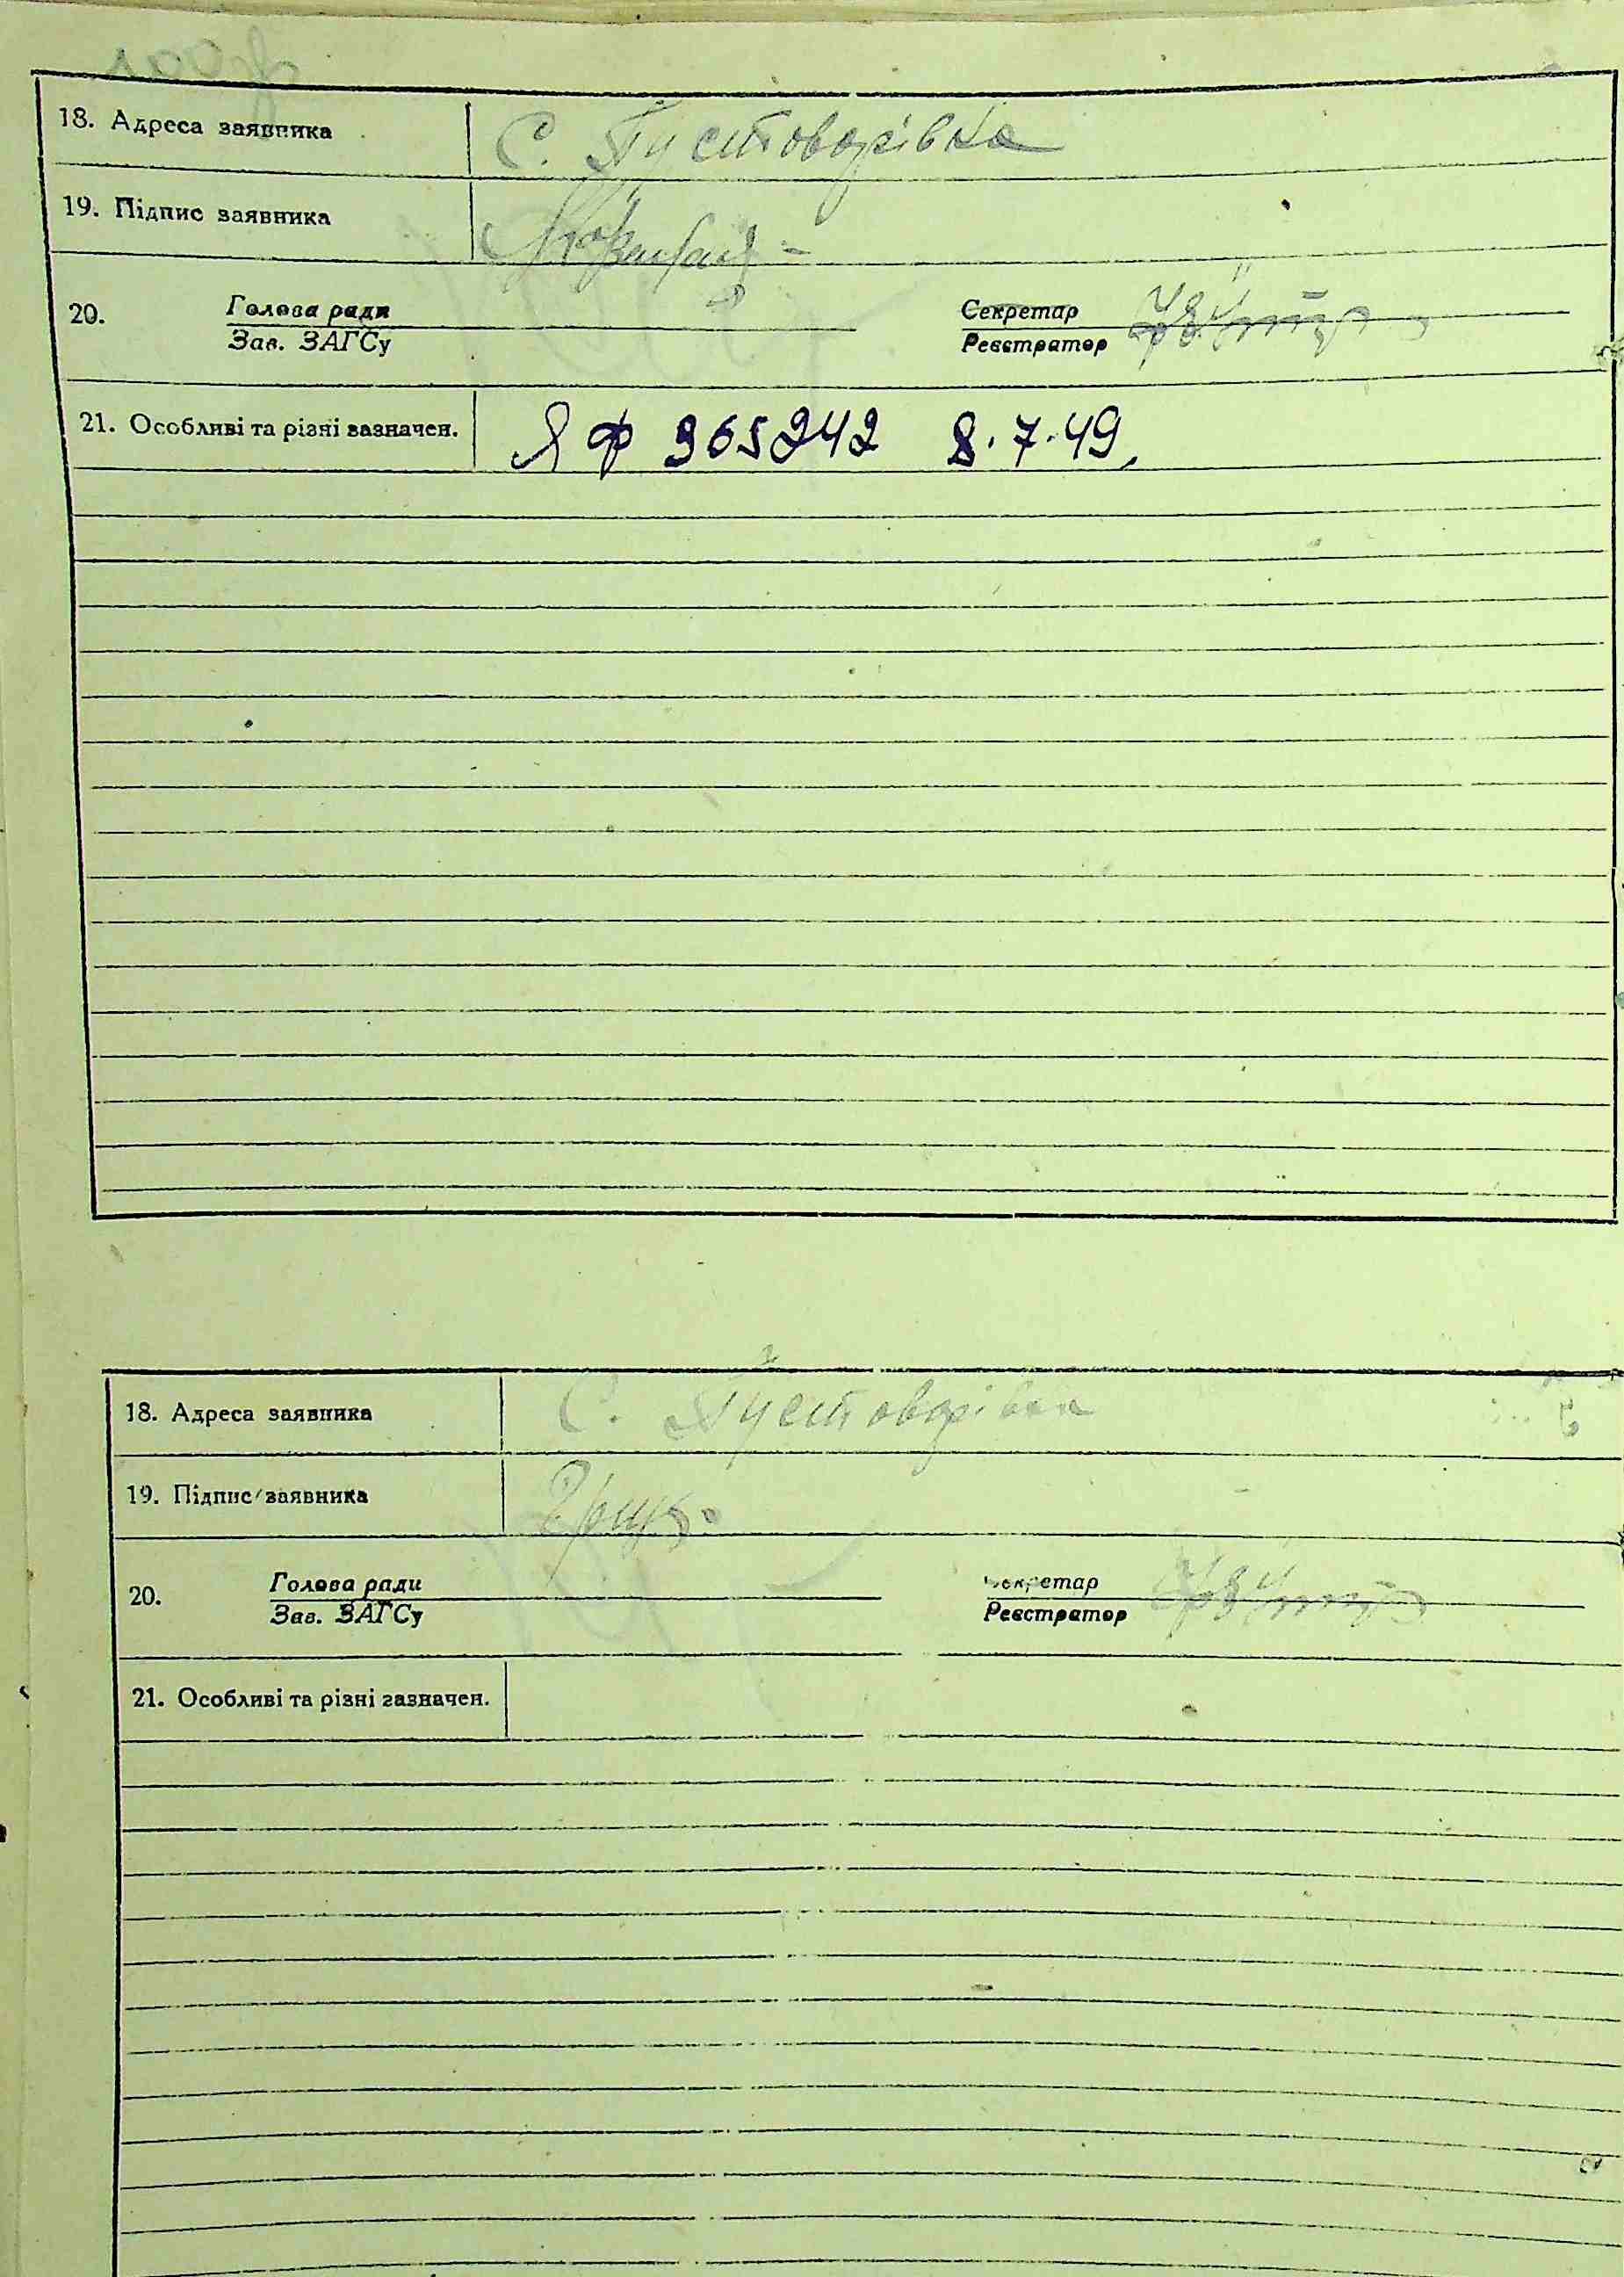 18. Адреса заявника С. Пустоварівка
19. Підпис заявника
20. Голова ради Секретар
Зав. ЗАГСу Реєстратор
21. Особливі та різні зазначен. Я Ф 365242 8.7.49.
18. Адреса заявника С. Пустоварівка
19. Підпис заявника
20. Голова ради Секретар
Зав. ЗАГСу Реєстратор
21. Особливі та різні зазначен.